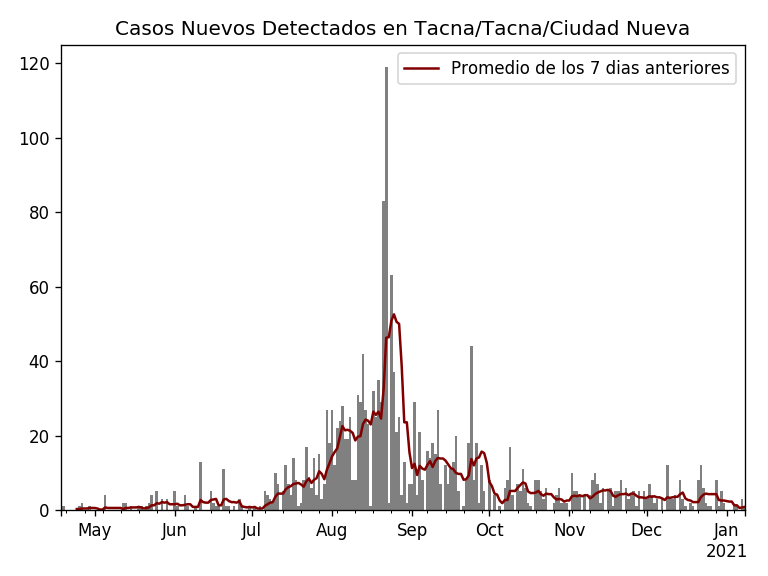 Casos Nuevos Detectados en Tacna/Tacna/Ciudad Nueva
Promedio de los 7 dias anteriores
120
100
80
60
40
20
0
May Jun Jul Aug Sep Oct Nov Dec Jan
2021